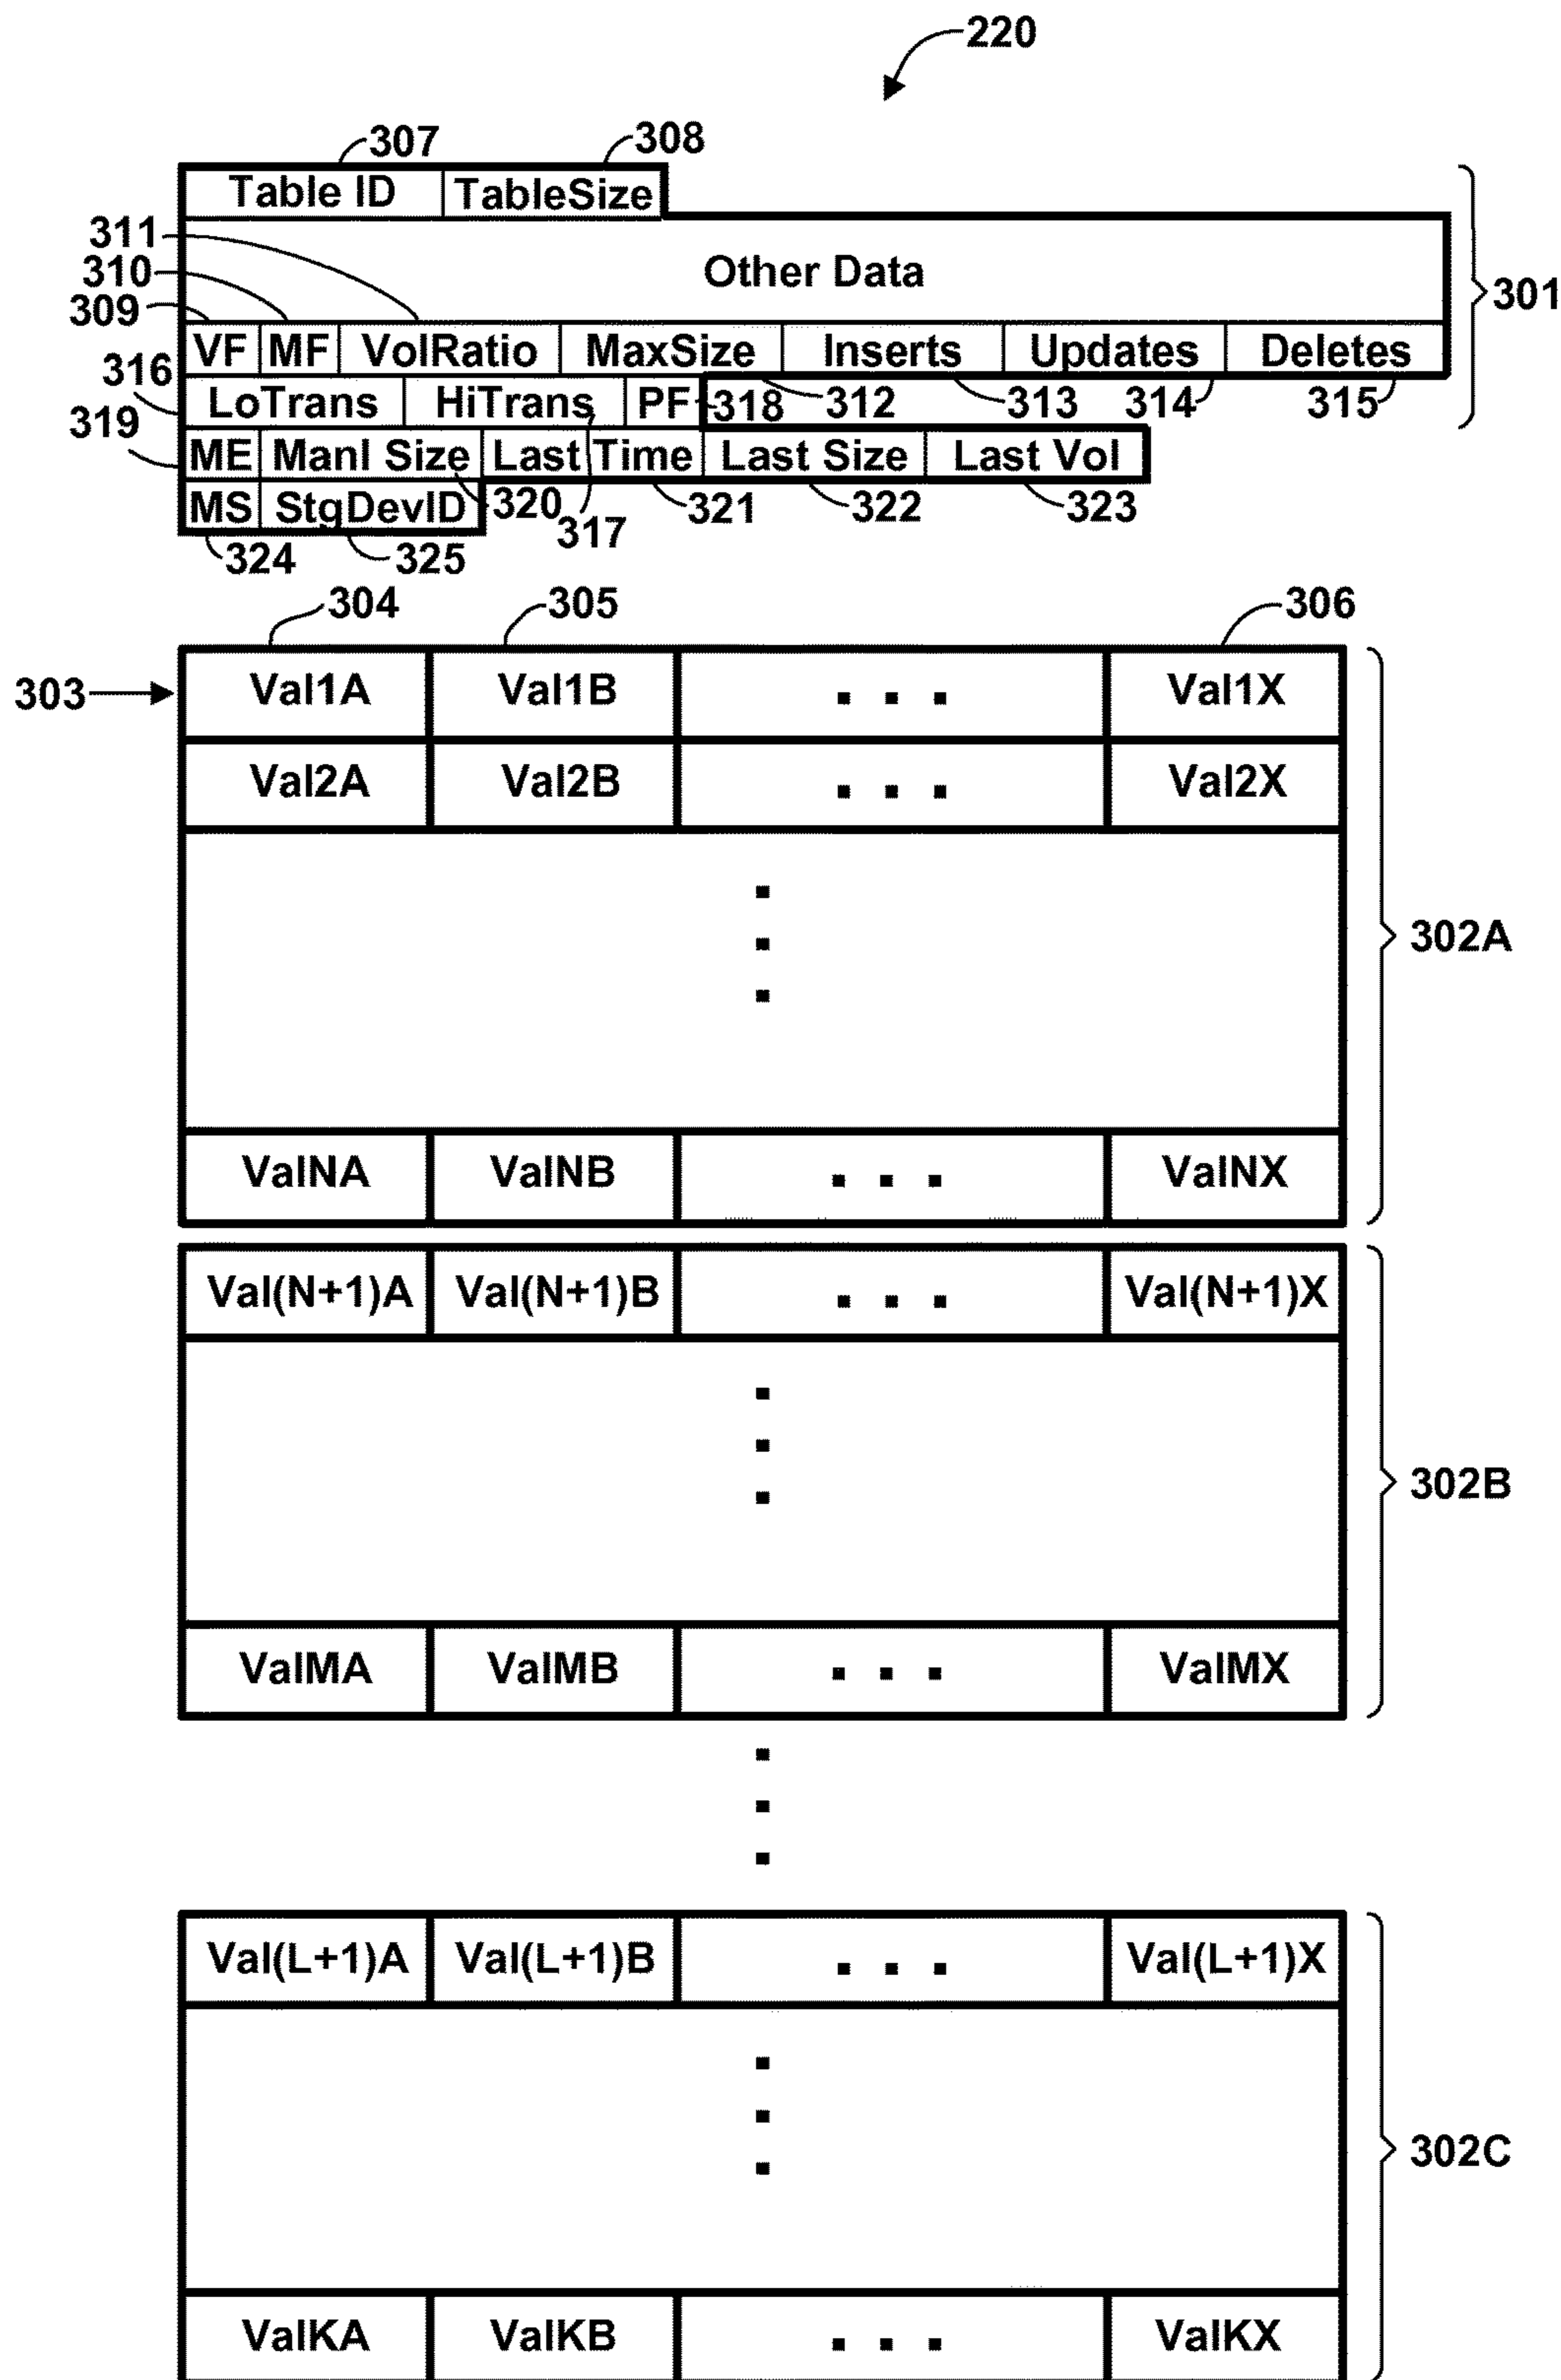 220
307 308
Table ID TableSize
311
310
309
Other Data
301
VF MF VolRatio MaxSize Inserts Updates Deletes
316
LoTrans HiTrans PF 318 312 313 314 315
319
ME Manl Size Last Time Last Size Last Vol
MS StgDevID 320 317 321 322 323
324 325
304 305 306
303 Val1A Val1B . . . Val1X
Val2A Val2B . . . Val2X
302A
ValNA ValNB . . . ValNX
Val(N+1)A Val(N+1)B . . . Val(N+1)X
302B
ValMA ValMB . . . ValMX
Val(L+1)A Val(L+1)B . . . Val(L+1)X
302C
ValKA ValKB . . . ValKX